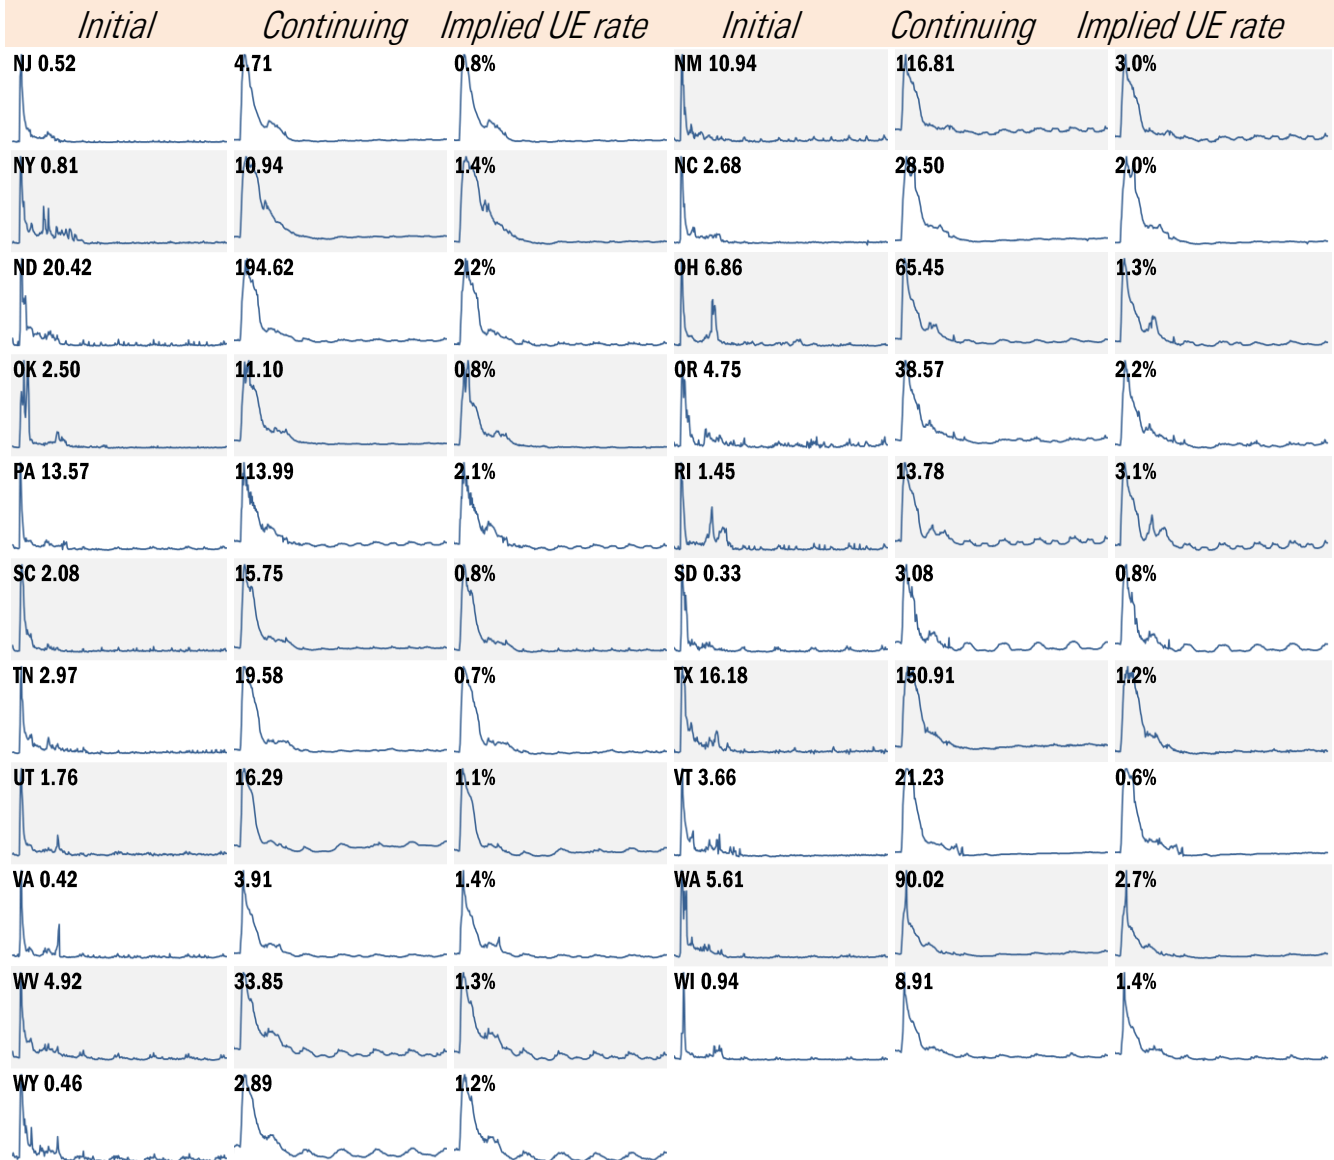 Initial Continuing Implied UE rate Initial Continuing Implied UE rate
NJ 0.52 4.71 0.8% NM 10.94 116.81 3.0%
NY 0.81 10.94 1.4% NC 2.68 28.50 2.0%
ND 20.42 194.62 2.2% OH 6.86 65.45 1.3%
OK 2.50 11.10 0.8% OR 4.75 38.57 2.2%
PA 13.57 113.99 2.1% RI 1.45 13.78 3.1%
SC 2.08 15.75 0.8% SD 0.33 3.08 0.8%
TN 2.97 19.58 0.7% TX 16.18 150.91 1.2%
UT 1.76 16.29 1.1% VT 3.66 21.23 0.6%
VA 0.42 3.91 1.4% WA 5.61 90.02 2.7%
WV 4.92 33.85 1.3% WI 0.94 8.91 1.4%
WY 0.46 2.89 1.2%